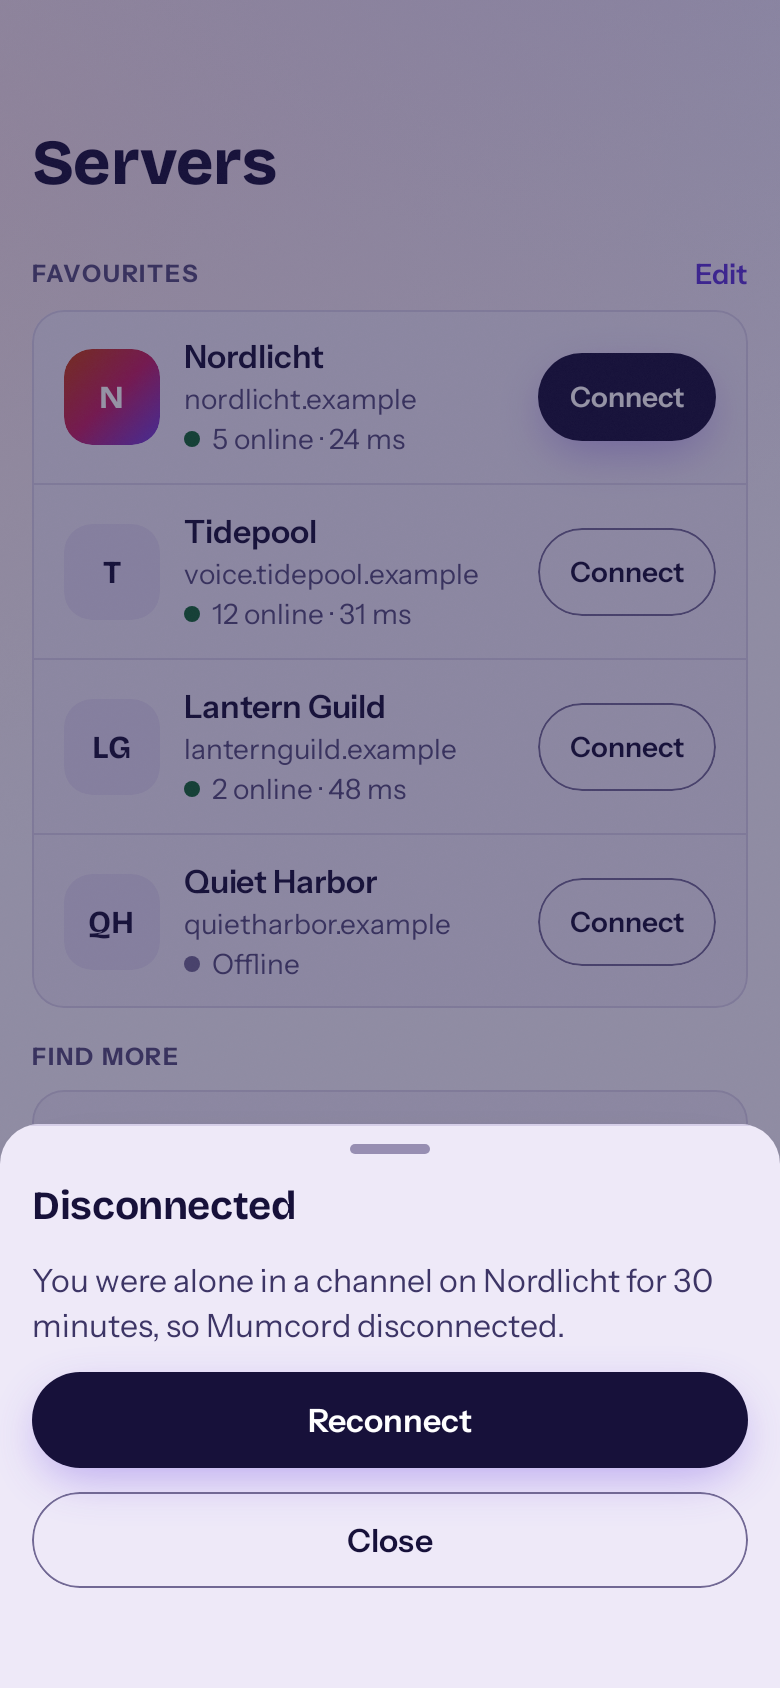 Servers
FAVOURITES
Edit
N
Nordlicht
nordlicht.example
5 online · 24 ms
Connect
T
Tidepool
voice.tidepool.example
12 online · 31 ms
Connect
LG
Lantern Guild
lanternguild.example
2 online · 48 ms
Connect
QH
Quiet Harbor
quietharbor.example
Offline
Connect
FIND MORE
Disconnected
You were alone in a channel on Nordlicht for 30
minutes, so Mumcord disconnected.
Reconnect
Close